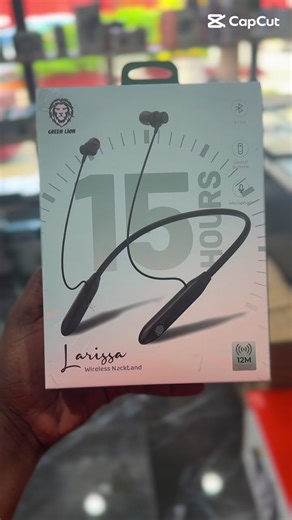 CapCut
GREEN LION
15
HOURS
Larissa
Wireless Neckband
12M